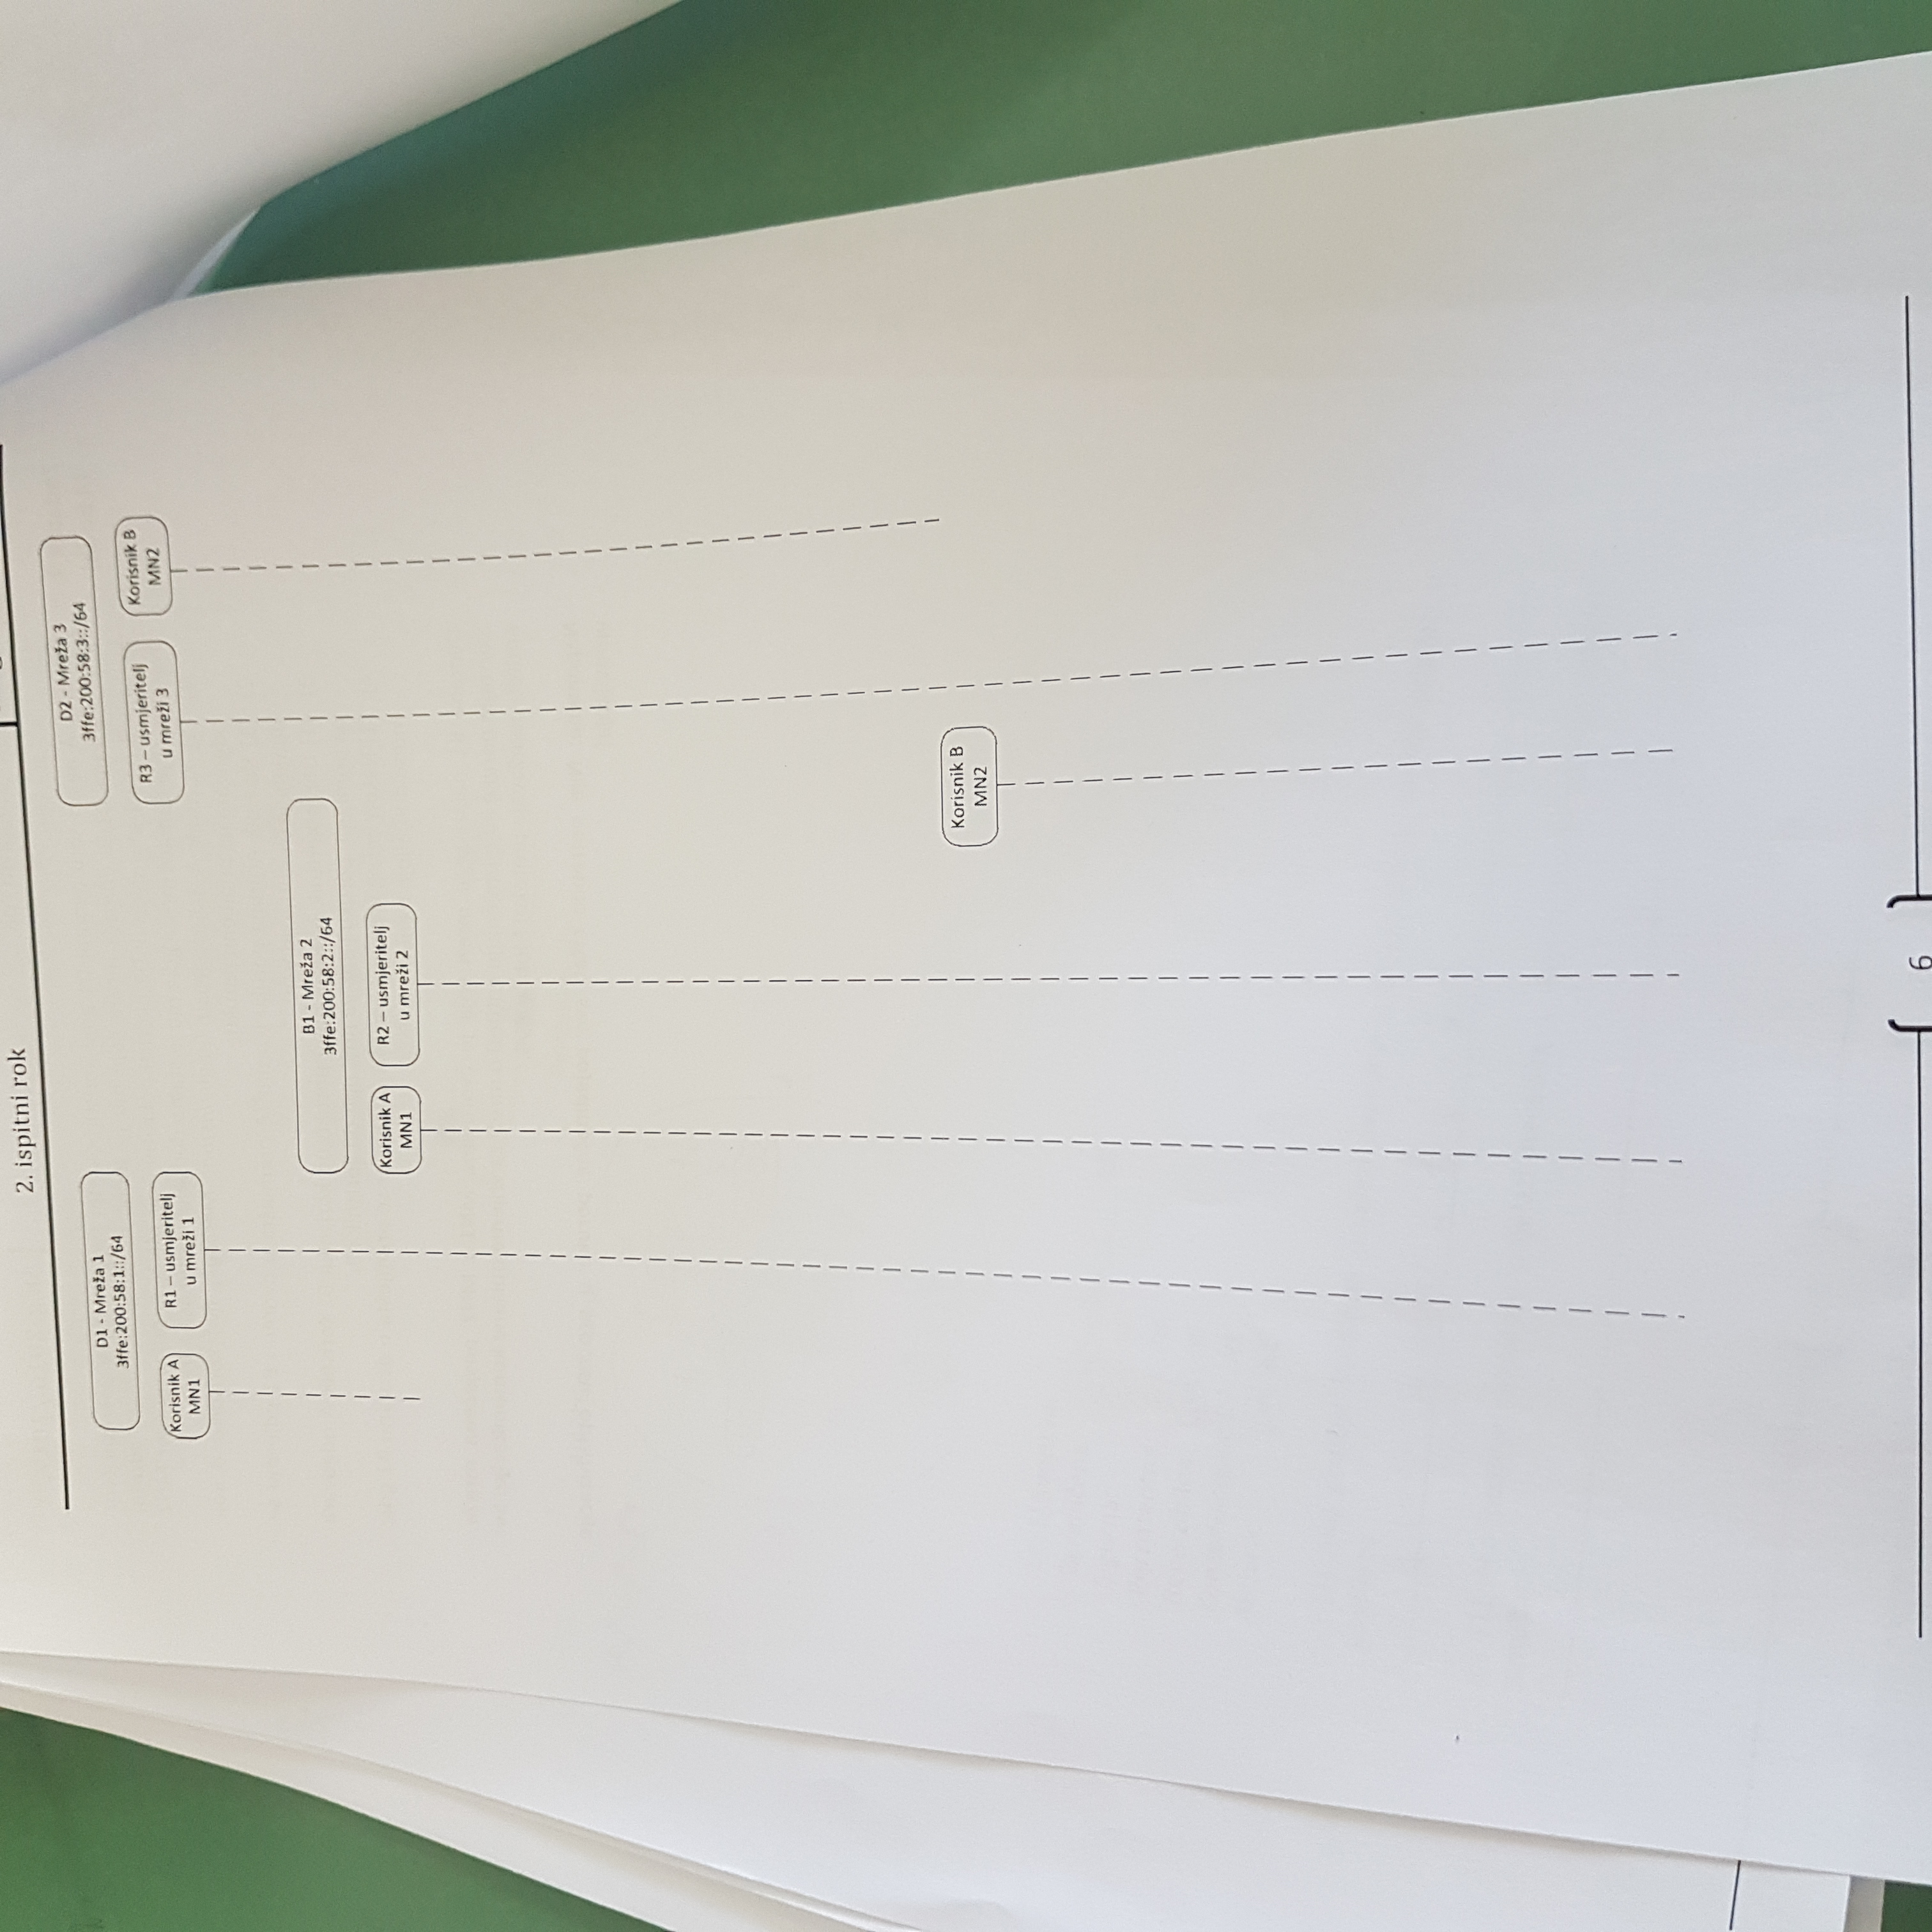 2. ispitni rok
D1 - Mreža 1
3ffe:200:58:1::/64
Korisnik A
MN1
R1 – usmjeritelj
u mreži 1
D2 - Mreža 3
3ffe:200:58:3::/64
R3 – usmjeritelj
u mreži 3
Korisnik B
MN2
B1 - Mreža 2
3ffe:200:58:2::/64
Korisnik A
MN1
R2 – usmjeritelj
u mreži 2
Korisnik B
MN2
6